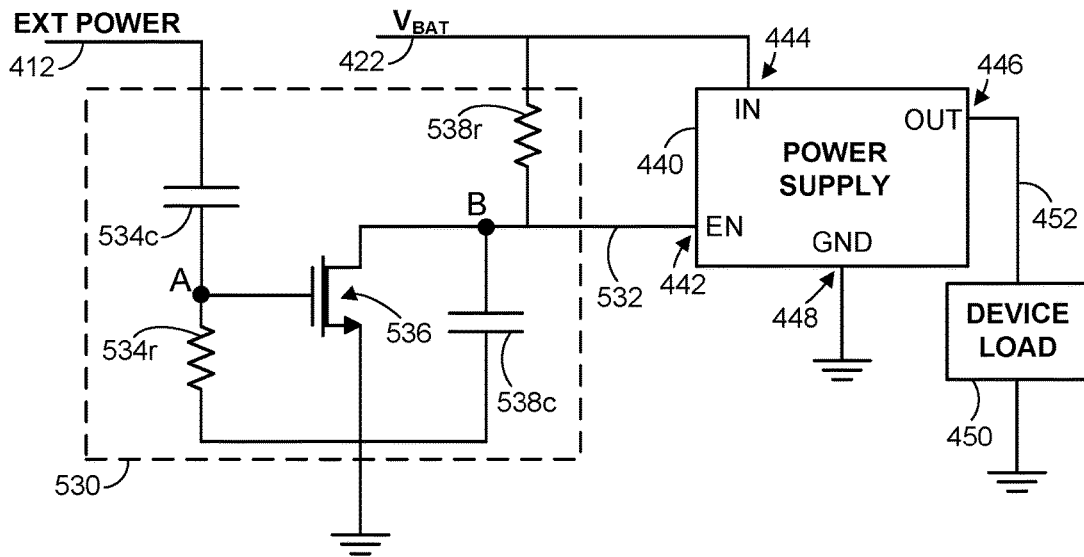 EXT POWER
412
V_BAT
422
444
446
538r
IN
OUT
440
POWER
SUPPLY
534c
B
EN
GND
452
A
532
442
448
534r
536
538c
DEVICE
LOAD
450
530